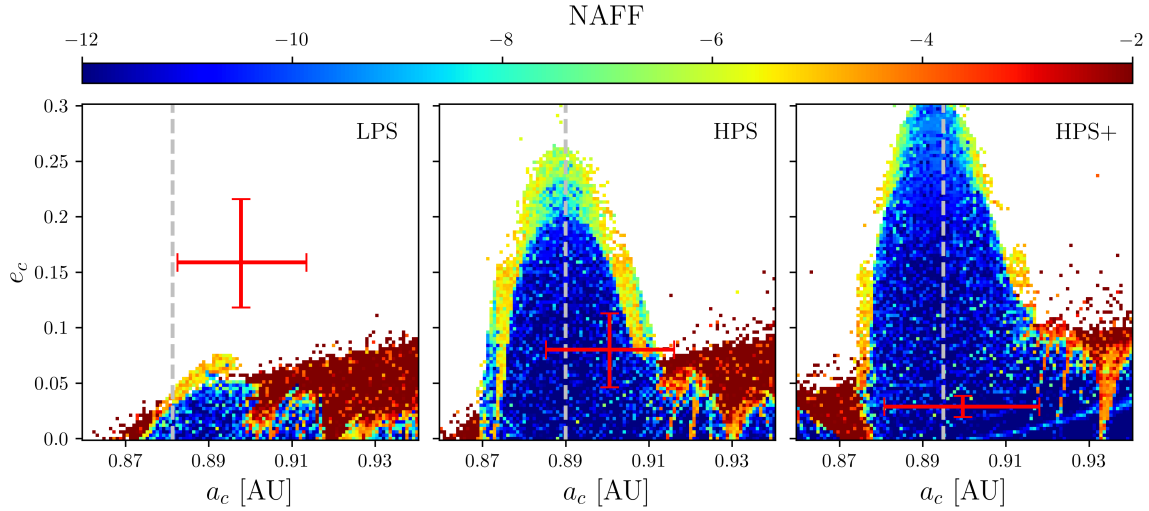 NAFF
−12 −10 −8 −6 −4 −2
LPS HPS HPS+
0.3
0.25
0.2
0.15
0.1
0.05
0.0
e_c
0.87 0.89 0.91 0.93 0.87 0.89 0.91 0.93 0.87 0.89 0.91 0.93
a_c [AU] a_c [AU] a_c [AU]